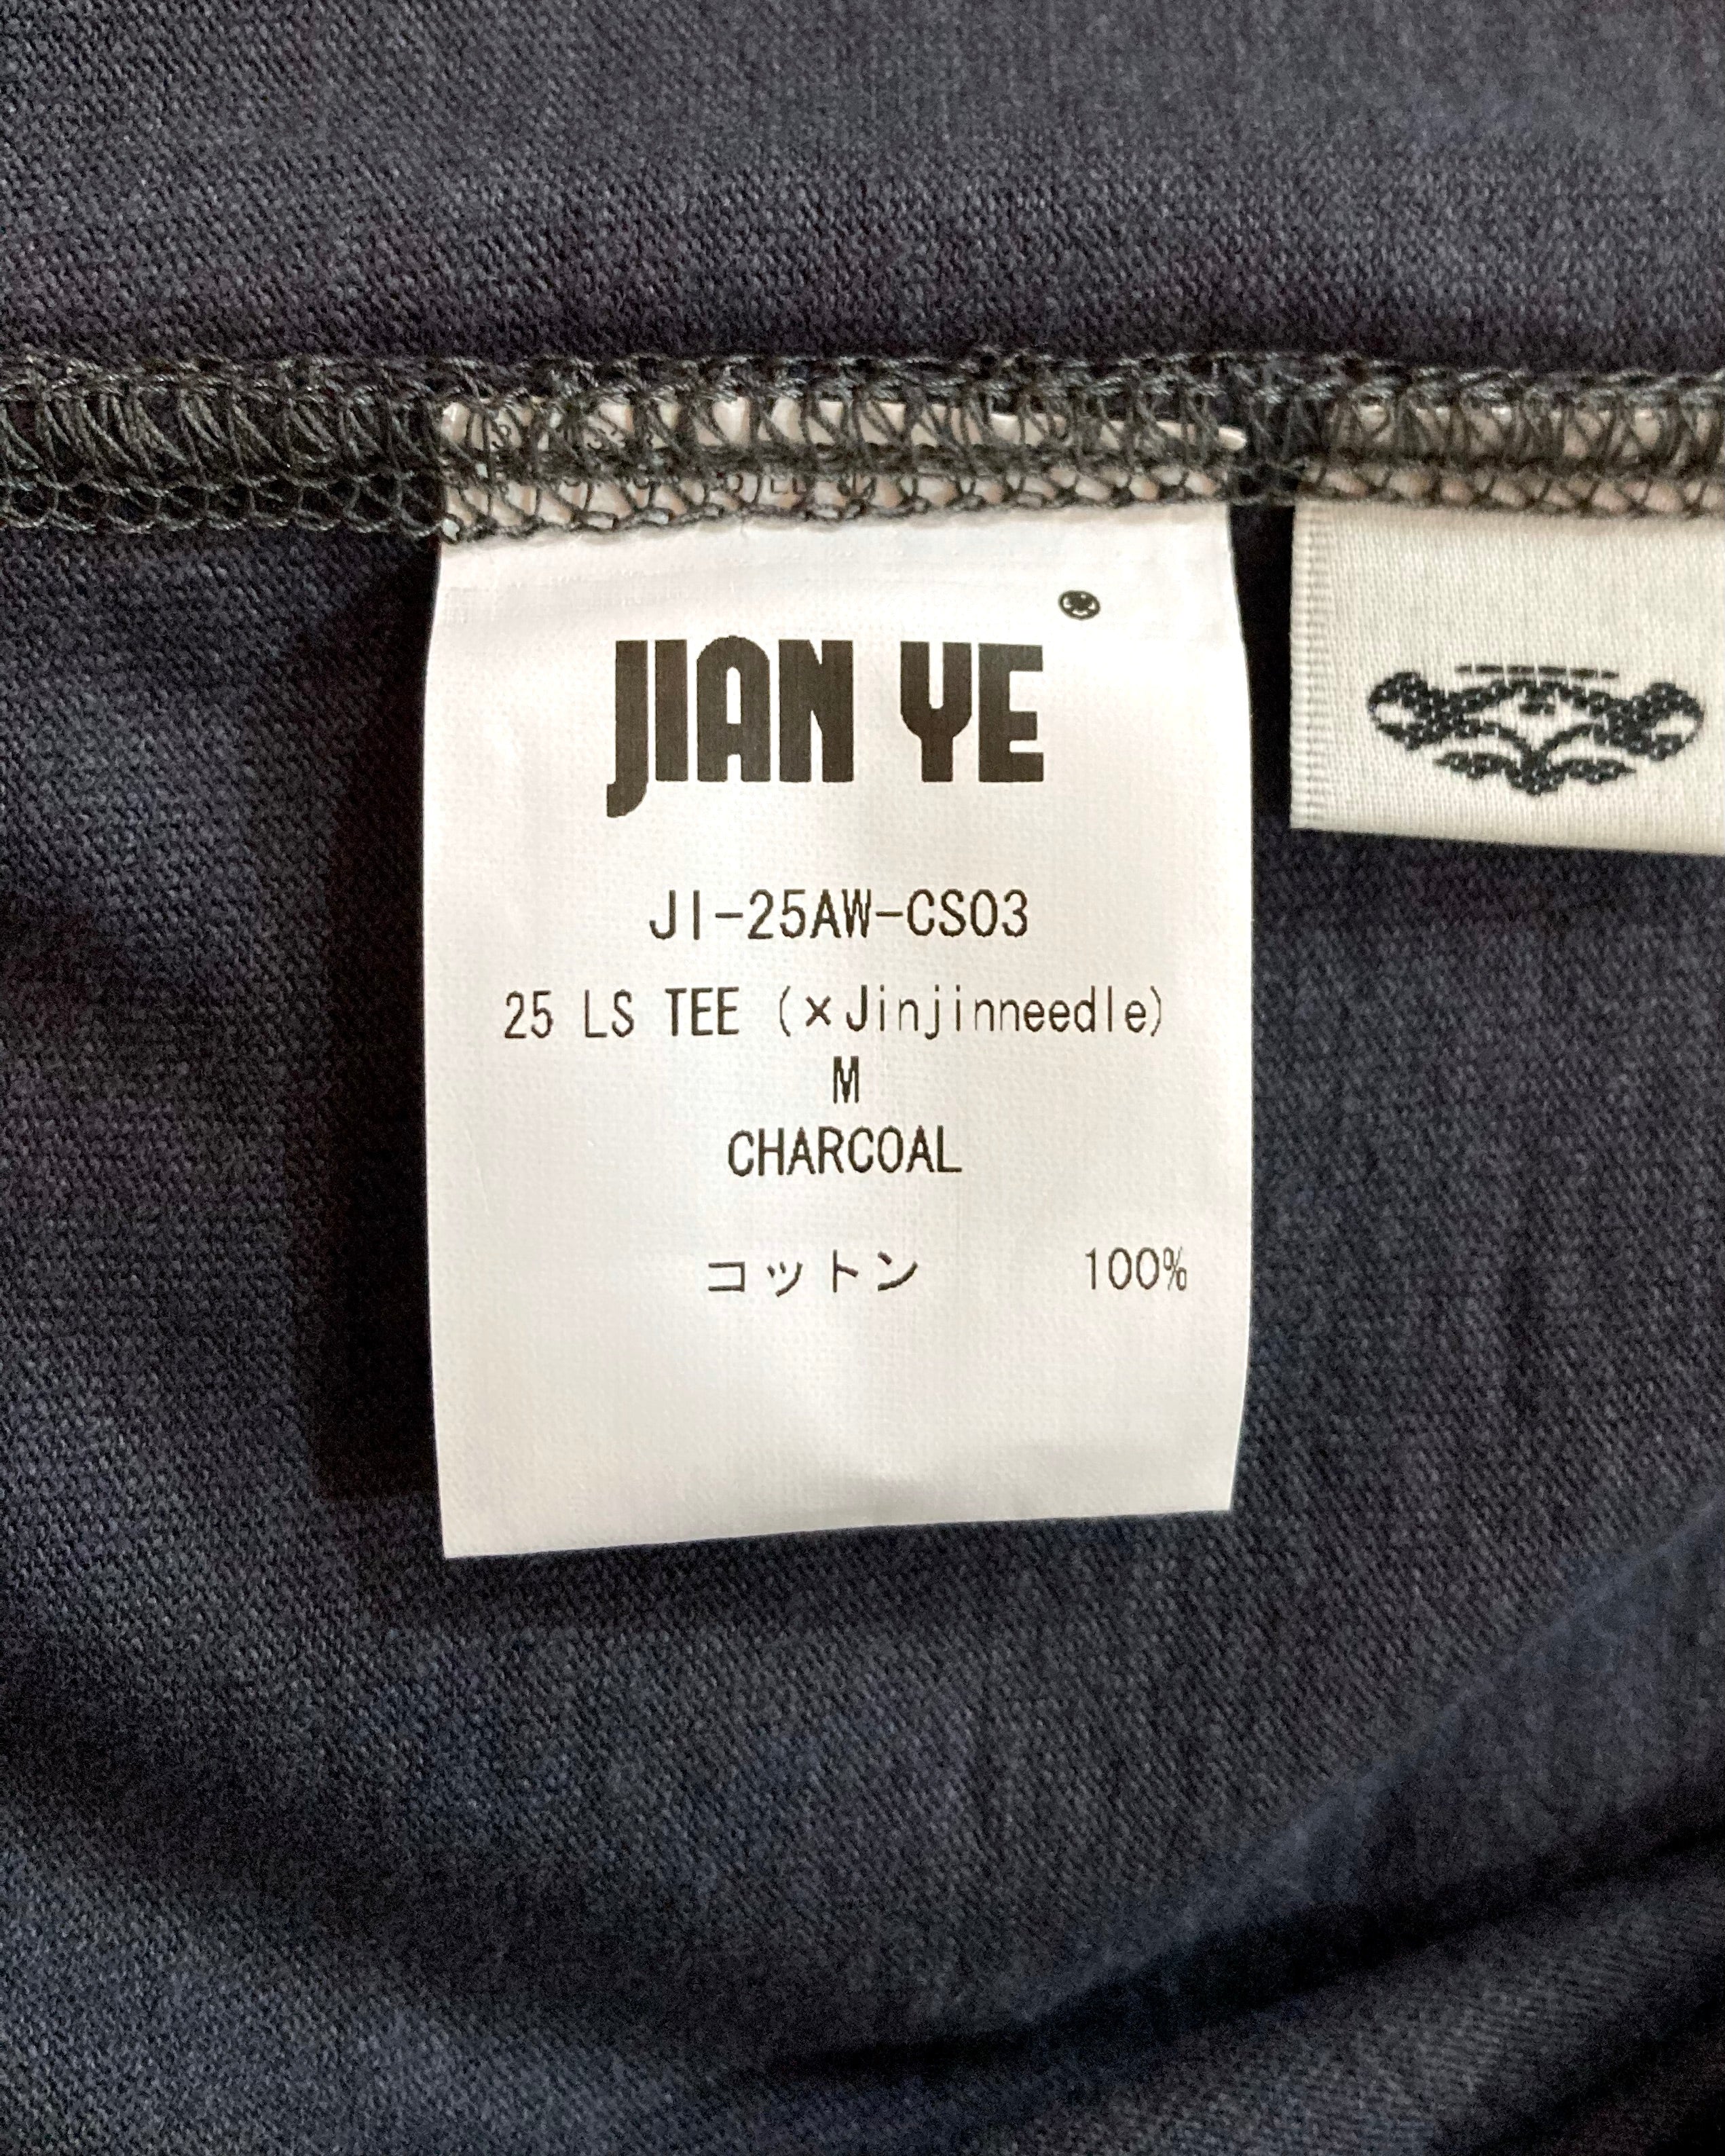 JIAN YE
JI-25AW-CS03
25 LS TEE (×Jinjinneedle)
M
CHARCOAL
コットン 100%